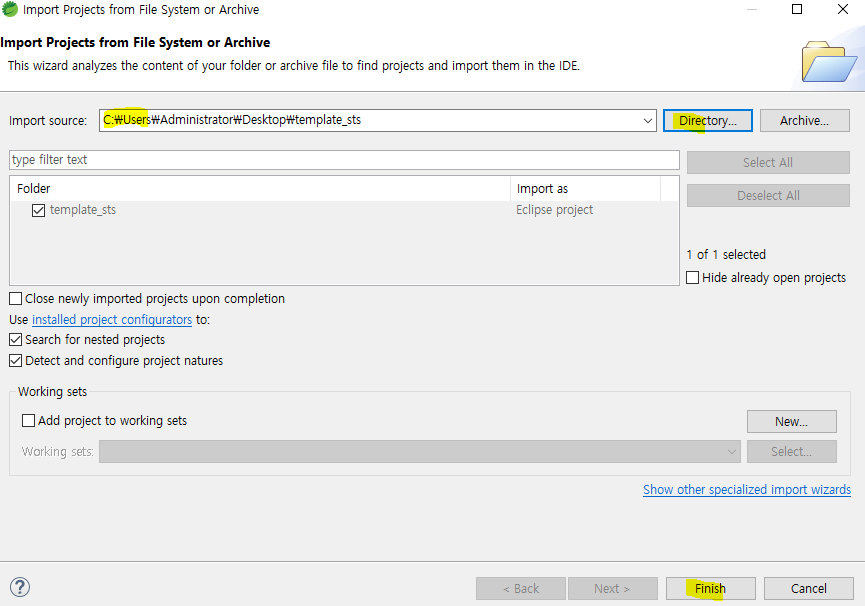 Import Projects from File System or Archive
Import Projects from File System or Archive
This wizard analyzes the content of your folder or archive file to find projects and import them in the IDE.
Import source: C:₩Users₩Administrator₩Desktop₩template_sts Directory... Archive...
type filter text Select All
Folder Import as Deselect All
template_sts Eclipse project
1 of 1 selected
Hide already open projects
Close newly imported projects upon completion
Use installed project configurators to:
Search for nested projects
Detect and configure project natures
Working sets
Add project to working sets New...
Working sets: Select...
Show other specialized import wizards
? < Back Next > Finish Cancel